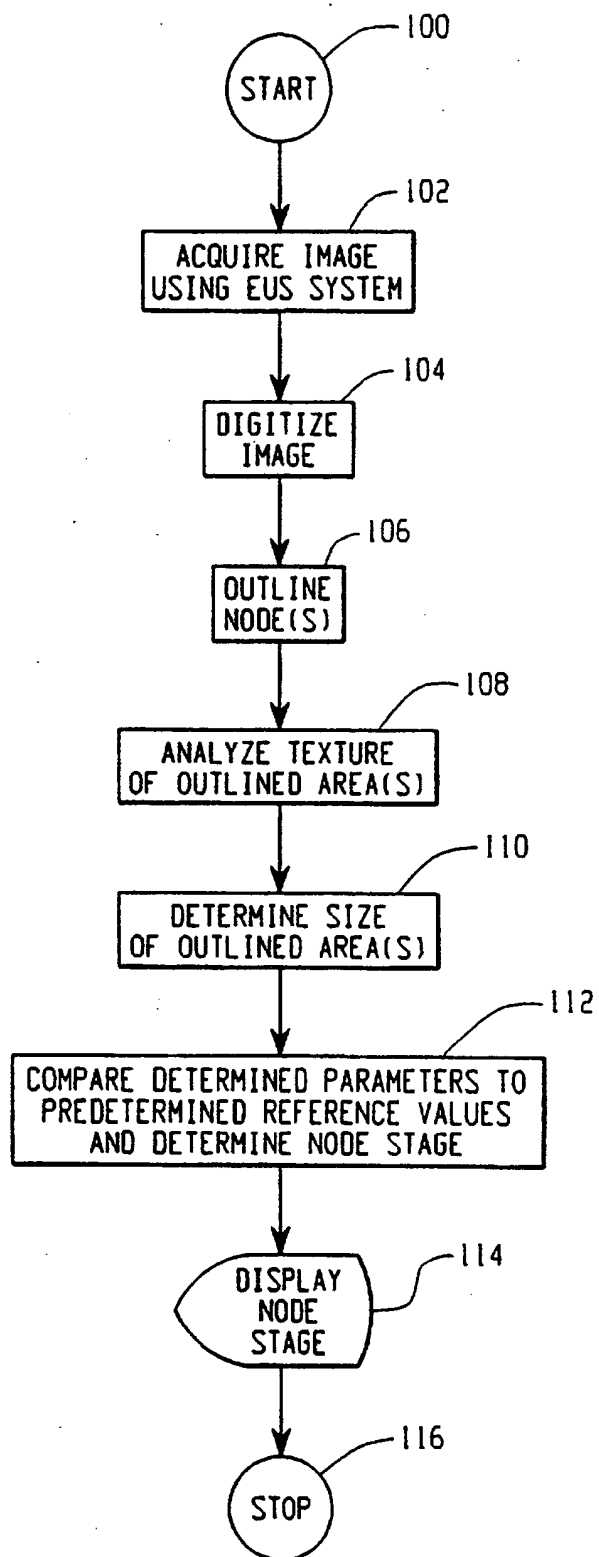 100
START
102
ACQUIRE IMAGE
USING EUS SYSTEM
104
DIGITIZE
IMAGE
106
OUTLINE
NODE(S)
108
ANALYZE TEXTURE
OF OUTLINED AREA(S)
110
DETERMINE SIZE
OF OUTLINED AREA(S)
112
COMPARE DETERMINED PARAMETERS TO
PREDETERMINED REFERENCE VALUES
AND DETERMINE NODE STAGE
114
DISPLAY
NODE
STAGE
116
STOP